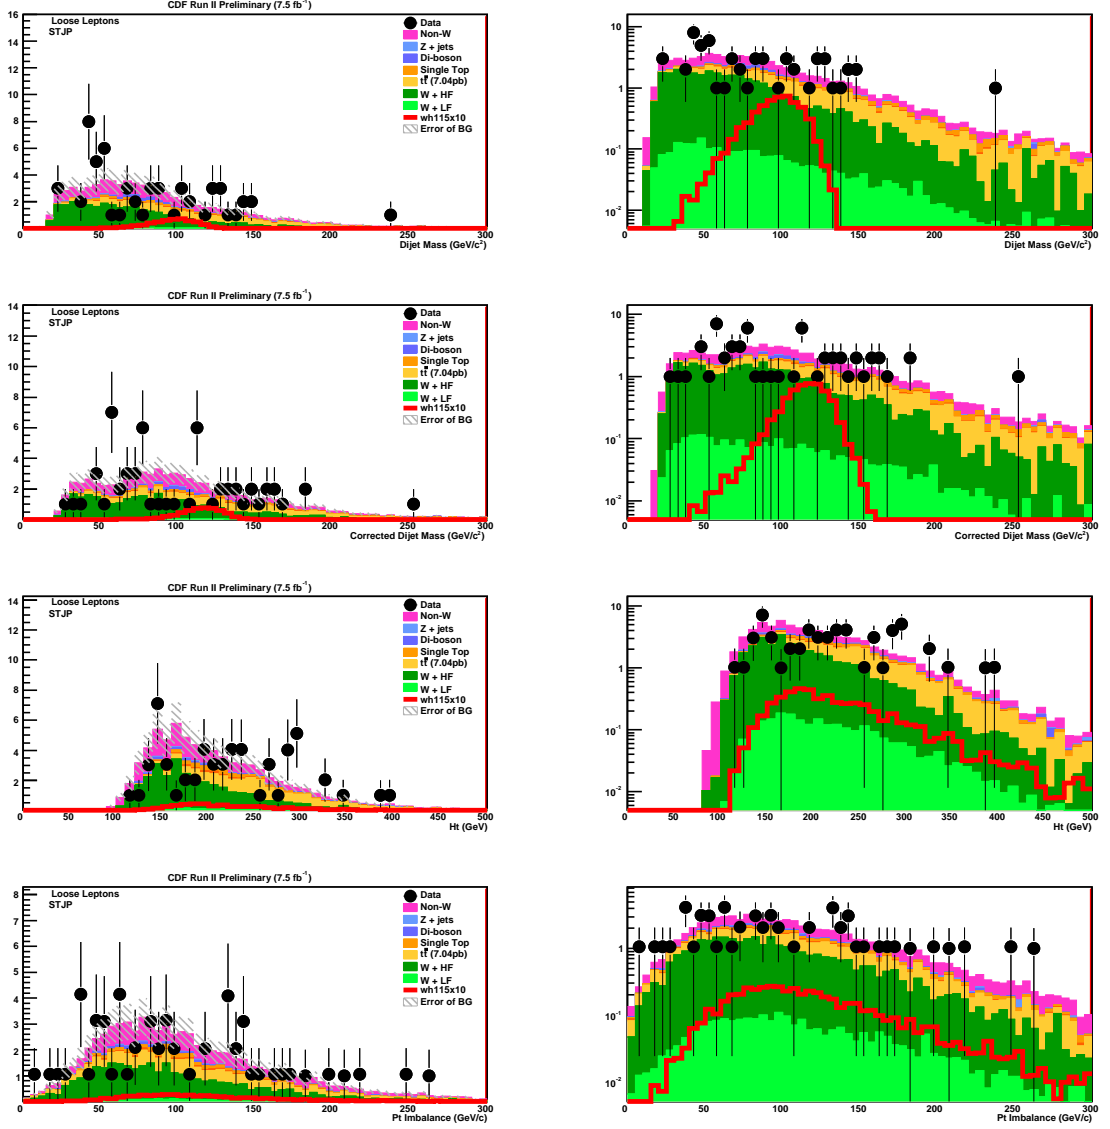 CDF Run II Preliminary (7.5 fb⁻¹)
16
14
12
10
8
6
4
2
Loose Leptons
STJP
Data
Non-W
Z + jets
Di-boson
Single Top
tt̄ (7.04pb)
W + HF
W + LF
wh115x10
Error of BG
50 100 150 200 250 300
Dijet Mass (GeV/c²)
10
1
10⁻¹
10⁻²
0 50 100 150 200 250 300
Dijet Mass (GeV/c²)
CDF Run II Preliminary (7.5 fb⁻¹)
14
12
10
8
6
4
2
Loose Leptons
STJP
Data
Non-W
Z + jets
Di-boson
Single Top
tt̄ (7.04pb)
W + HF
W + LF
wh115x10
Error of BG
50 100 150 200 250 300
Corrected Dijet Mass (GeV/c²)
10
1
10⁻¹
10⁻²
0 50 100 150 200 250 300
Corrected Dijet Mass (GeV/c²)
CDF Run II Preliminary (7.5 fb⁻¹)
14
12
10
8
6
4
2
Loose Leptons
STJP
Data
Non-W
Z + jets
Di-boson
Single Top
tt̄ (7.04pb)
W + HF
W + LF
wh115x10
Error of BG
50 100 150 200 250 300 350 400 450 500
Ht (GeV)
10
1
10⁻¹
10⁻²
0 50 100 150 200 250 300 350 400 450 500
Ht (GeV)
CDF Run II Preliminary (7.5 fb⁻¹)
8
7
6
5
4
3
2
1
Loose Leptons
STJP
Data
Non-W
Z + jets
Di-boson
Single Top
tt̄ (7.04pb)
W + HF
W + LF
wh115x10
Error of BG
0 50 100 150 200 250 300
Pt Imbalance (GeV/c)
1
10⁻¹
10⁻²
0 50 100 150 200 250 300
Pt Imbalance (GeV/c)